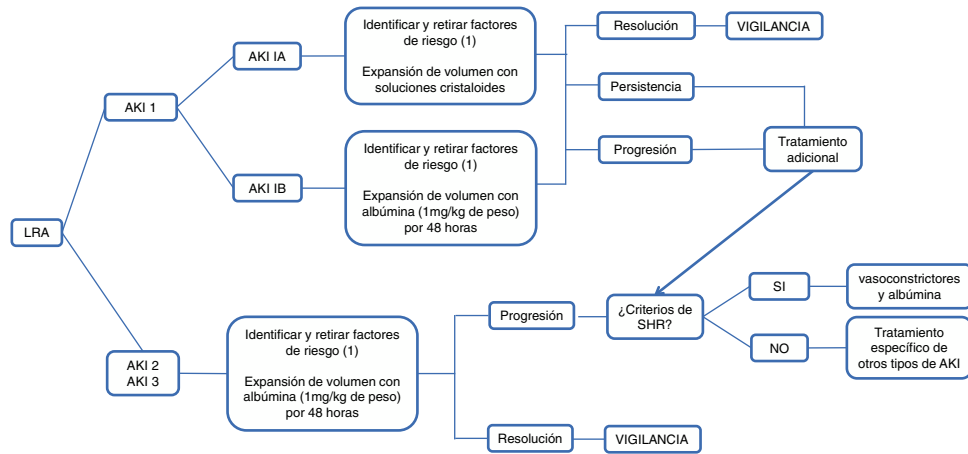 LRA
AKI 1
AKI IA
Identificar y retirar factores
de riesgo (1)
Expansión de volumen con
soluciones cristaloides
AKI IB
Identificar y retirar factores
de riesgo (1)
Expansión de volumen con
albúmina (1mg/kg de peso)
por 48 horas
Resolución
VIGILANCIA
Persistencia
Progresión
Tratamiento
adicional
AKI 2
AKI 3
Identificar y retirar factores
de riesgo (1)
Expansión de volumen con
albúmina (1mg/kg de peso)
por 48 horas
Progresión
¿Criterios de
SHR?
SI
vasoconstrictores
y albúmina
NO
Tratamiento
específico de
otros tipos de AKI
Resolución
VIGILANCIA